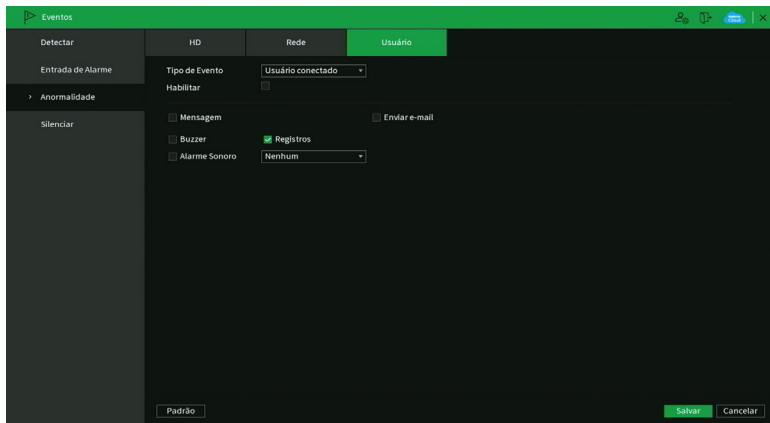 Eventos
Detectar
HD
Rede
Usuário
Entrada de Alarme
Tipo de Evento
Usuário conectado
Habilitar
Anormalidade
Mensagem
Enviar e-mail
Silenciar
Buzzer
Registros
Alarme Sonoro
Nenhum
Padrão
Salvar
Cancelar